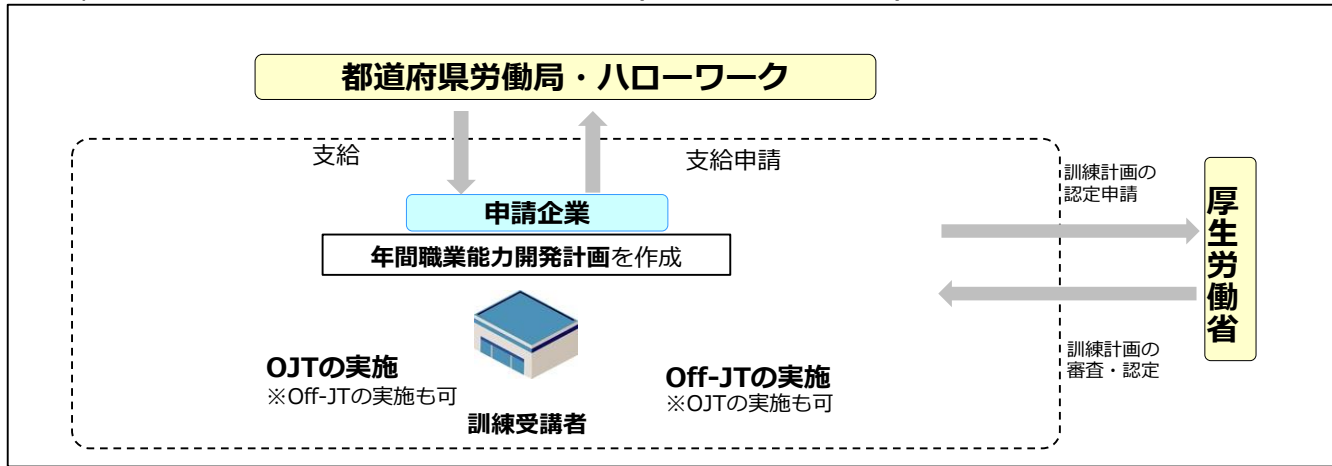 都道府県労働局・ハローワーク
支給
支給申請
訓練計画の
認定申請
申請企業
年間職業能力開発計画を作成
厚生労働省
OJTの実施
※Off-JTの実施も可
Off-JTの実施
※OJTの実施も可
訓練計画の
審査・認定
訓練受講者